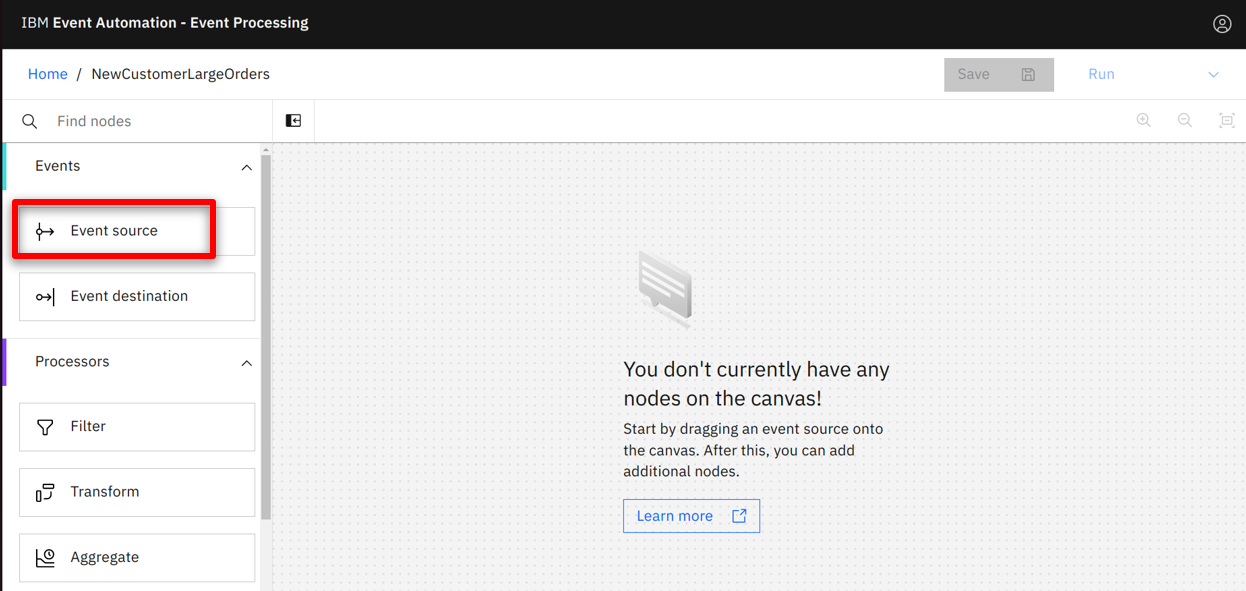 IBM Event Automation - Event Processing
Home / NewCustomerLargeOrders
Save
Run
Find nodes
Events
Event source
Event destination
Processors
Filter
Transform
Aggregate
You don't currently have any
nodes on the canvas!
Start by dragging an event source onto
the canvas. After this, you can add
additional nodes.
Learn more